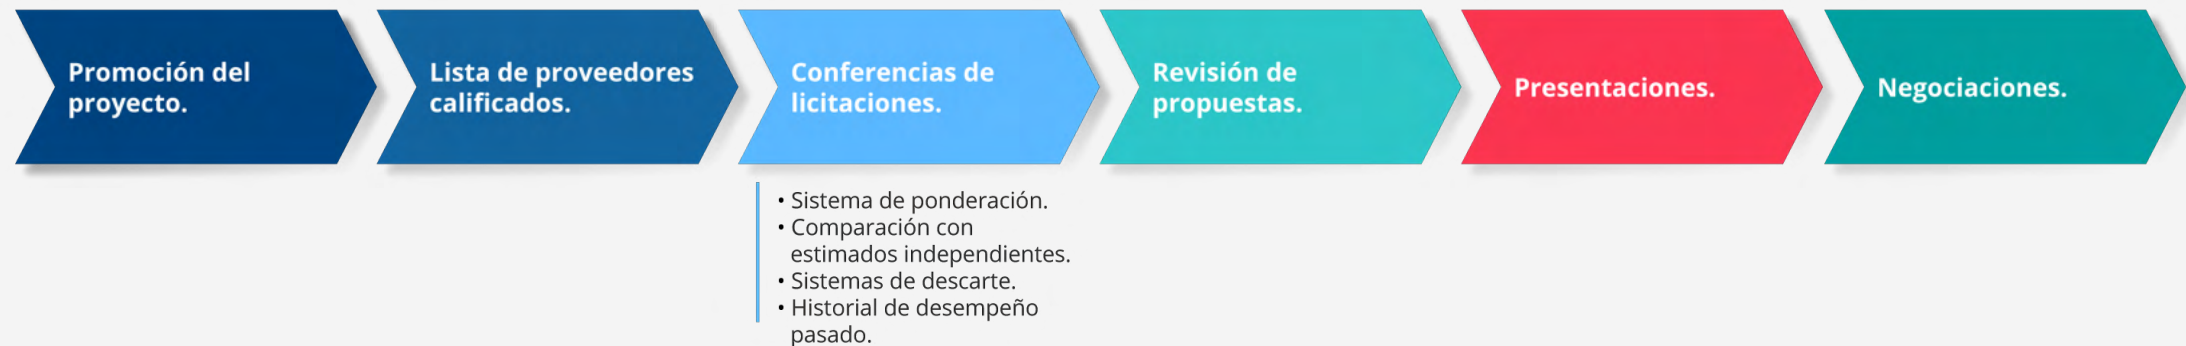 Promoción del
proyecto.
Lista de proveedores
calificados.
Conferencias de
licitaciones.
Revisión de
propuestas.
Presentaciones.
Negociaciones.
• Sistema de ponderación.
• Comparación con
estimados independientes.
• Sistemas de descarte.
• Historial de desempeño
pasado.